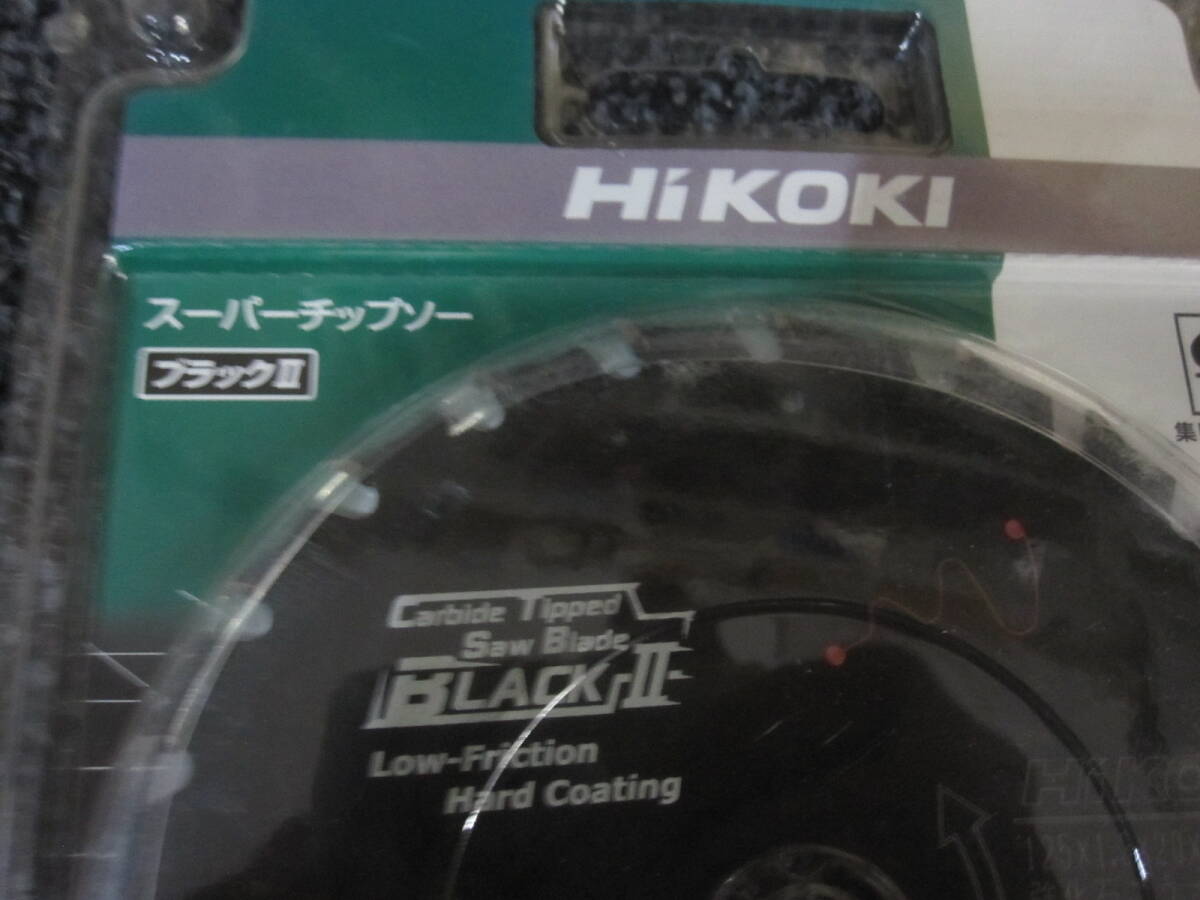 HiKOKI
スーパーチップソー
ブラックII
Carbide Tipped
Saw Blade
BLACK II
Low-Friction
Hard Coating